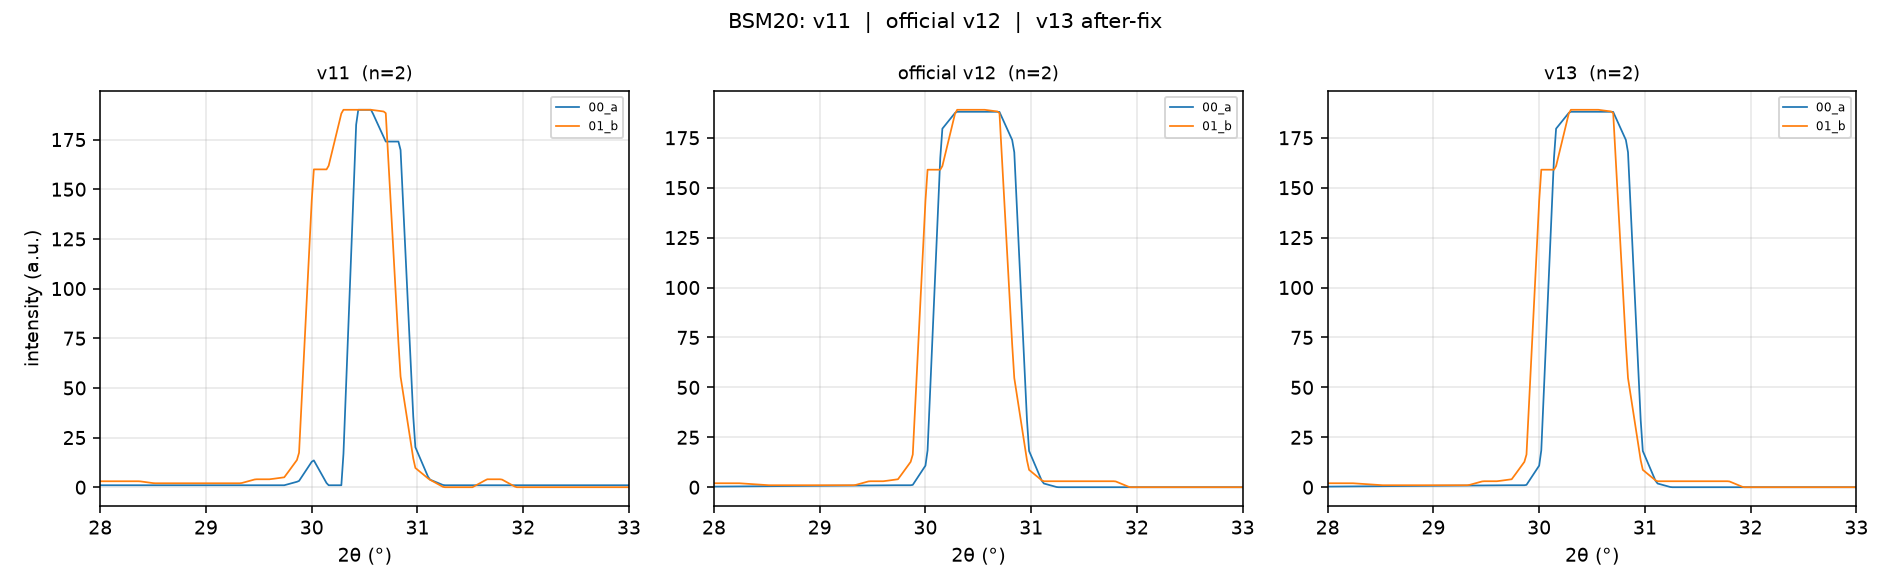 BSM20: v11 | official v12 | v13 after-fix
v11 (n=2)
00_a
01_b
175
150
125
100
75
50
25
0
intensity (a.u.)
28 29 30 31 32 33
2θ (°)
official v12 (n=2)
00_a
01_b
175
150
125
100
75
50
25
0
28 29 30 31 32 33
2θ (°)
v13 (n=2)
00_a
01_b
175
150
125
100
75
50
25
0
28 29 30 31 32 33
2θ (°)